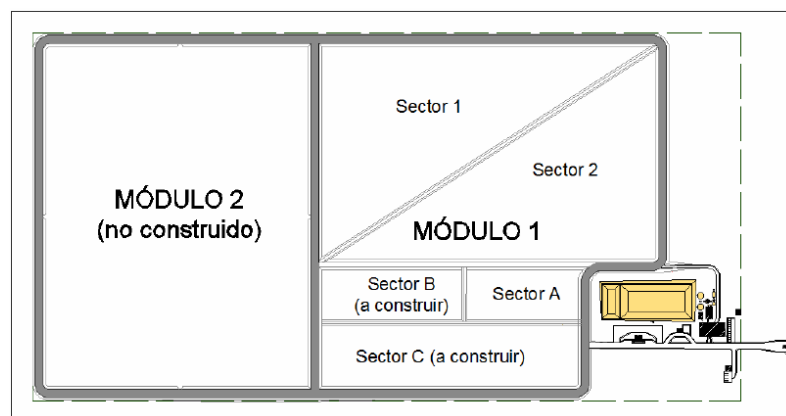 Sector 1
Sector 2
MÓDULO 2
(no construido)
MÓDULO 1
Sector B
(a construir)
Sector A
Sector C (a construir)